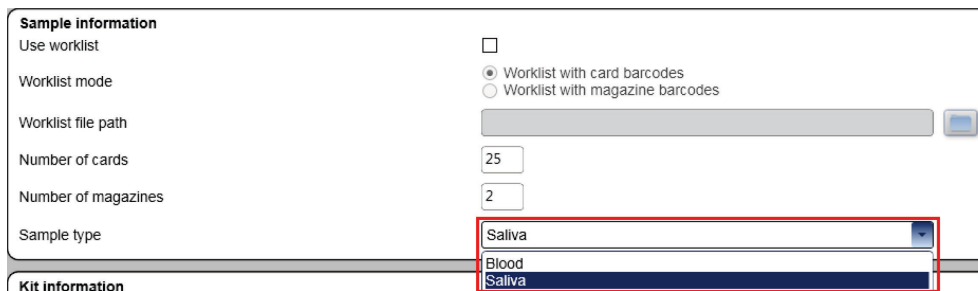 Sample information
Use worklist
Worklist mode
Worklist with card barcodes
Worklist with magazine barcodes
Worklist file path
Number of cards 25
Number of magazines 2
Sample type Saliva
Blood
Saliva
Kit information